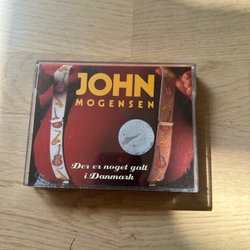 JOHN
MOGENSEN
Der er noget galt
i Danmark